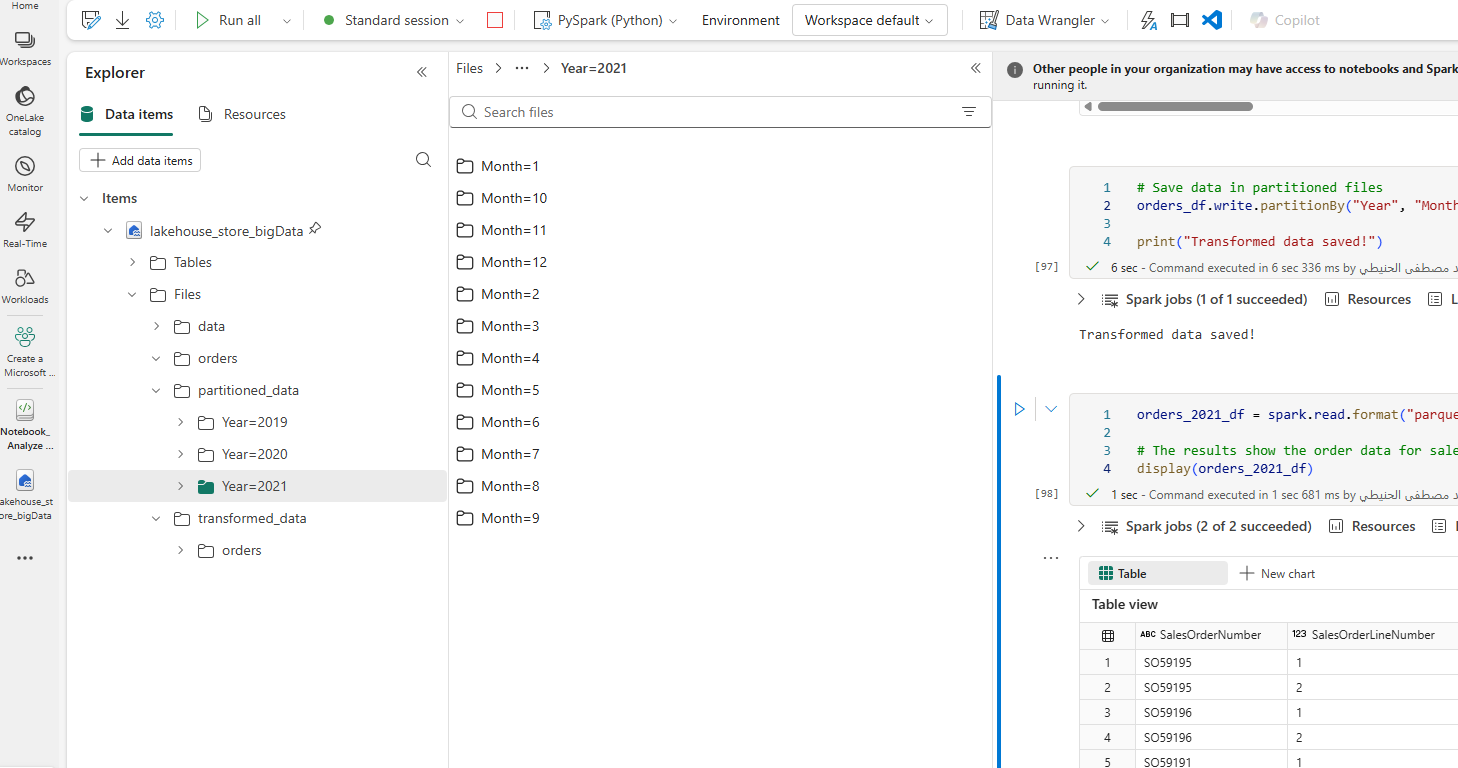 Home
Workspaces
OneLake
catalog
Monitor
Real-Time
Workloads
Create a
Microsoft ...
Notebook_
Analyze ...
akehouse_st
ore_bigData
Run all
Standard session
PySpark (Python)
Environment
Workspace default
Data Wrangler
Copilot
Explorer
Data items
Resources
Add data items
Items
lakehouse_store_bigData
Tables
Files
data
orders
partitioned_data
Year=2019
Year=2020
Year=2021
transformed_data
orders
Files > ... > Year=2021
Search files
Month=1
Month=10
Month=11
Month=12
Month=2
Month=3
Month=4
Month=5
Month=6
Month=7
Month=8
Month=9
Other people in your organization may have access to notebooks and Spark
running it.
1 # Save data in partitioned files
2 orders_df.write.partitionBy("Year", "Month
3
4 print("Transformed data saved!")
[97] 6 sec - Command executed in 6 sec 336 ms by د مصطفى الحنيطي
Spark jobs (1 of 1 succeeded) Resources L
Transformed data saved!
1 orders_2021_df = spark.read.format("parque
2
3 # The results show the order data for sale
4 display(orders_2021_df)
[98] 1 sec - Command executed in 1 sec 681 ms by د مصطفى الحنيطي
Spark jobs (2 of 2 succeeded) Resources
...
Table
New chart
Table view
ABC SalesOrderNumber 123 SalesOrderLineNumber
1 SO59195 1
2 SO59195 2
3 SO59196 1
4 SO59196 2
5 SO59191 1